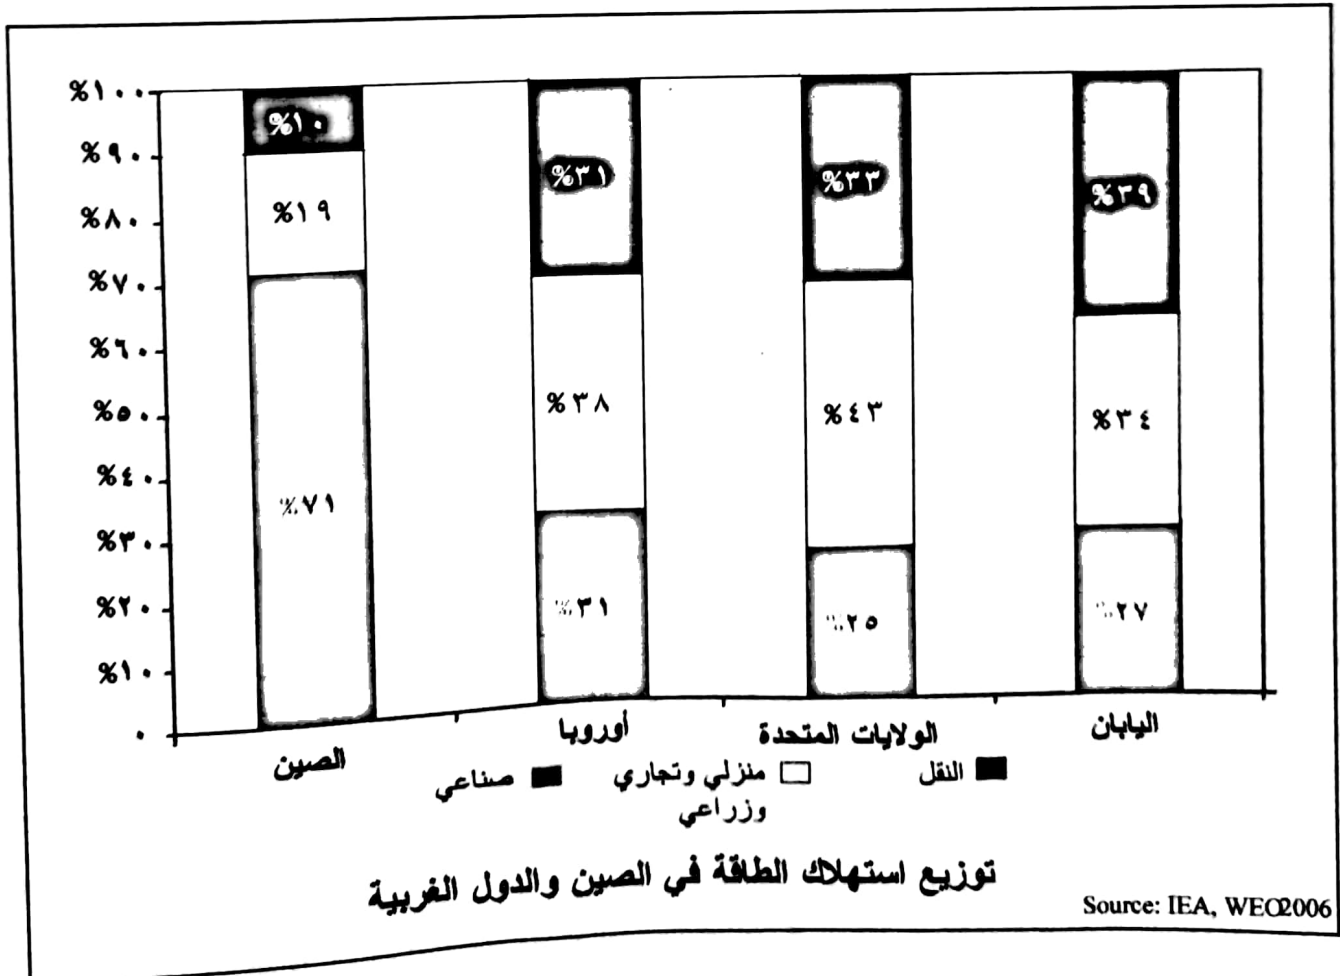 %١٠٠
%٩٠
%٨٠
%٧٠
%٦٠
%٥٠
%٤٠
%٣٠
%٢٠
%١٠
٠
%١٠
%١٩
%٧١
%٣١
%٣٨
%٣١
%٣٣
%٤٣
%٢٥
%٣٩
%٣٤
%٢٧
الصين
أوروبا
الولايات المتحدة
اليابان
النقل
منزلي وتجاري
وزراعي
صناعي
توزيع استهلاك الطاقة في الصين والدول الغربية
Source: IEA, WEO2006